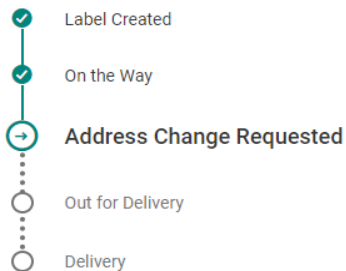 Label Created
On the Way
Address Change Requested
Out for Delivery
Delivery